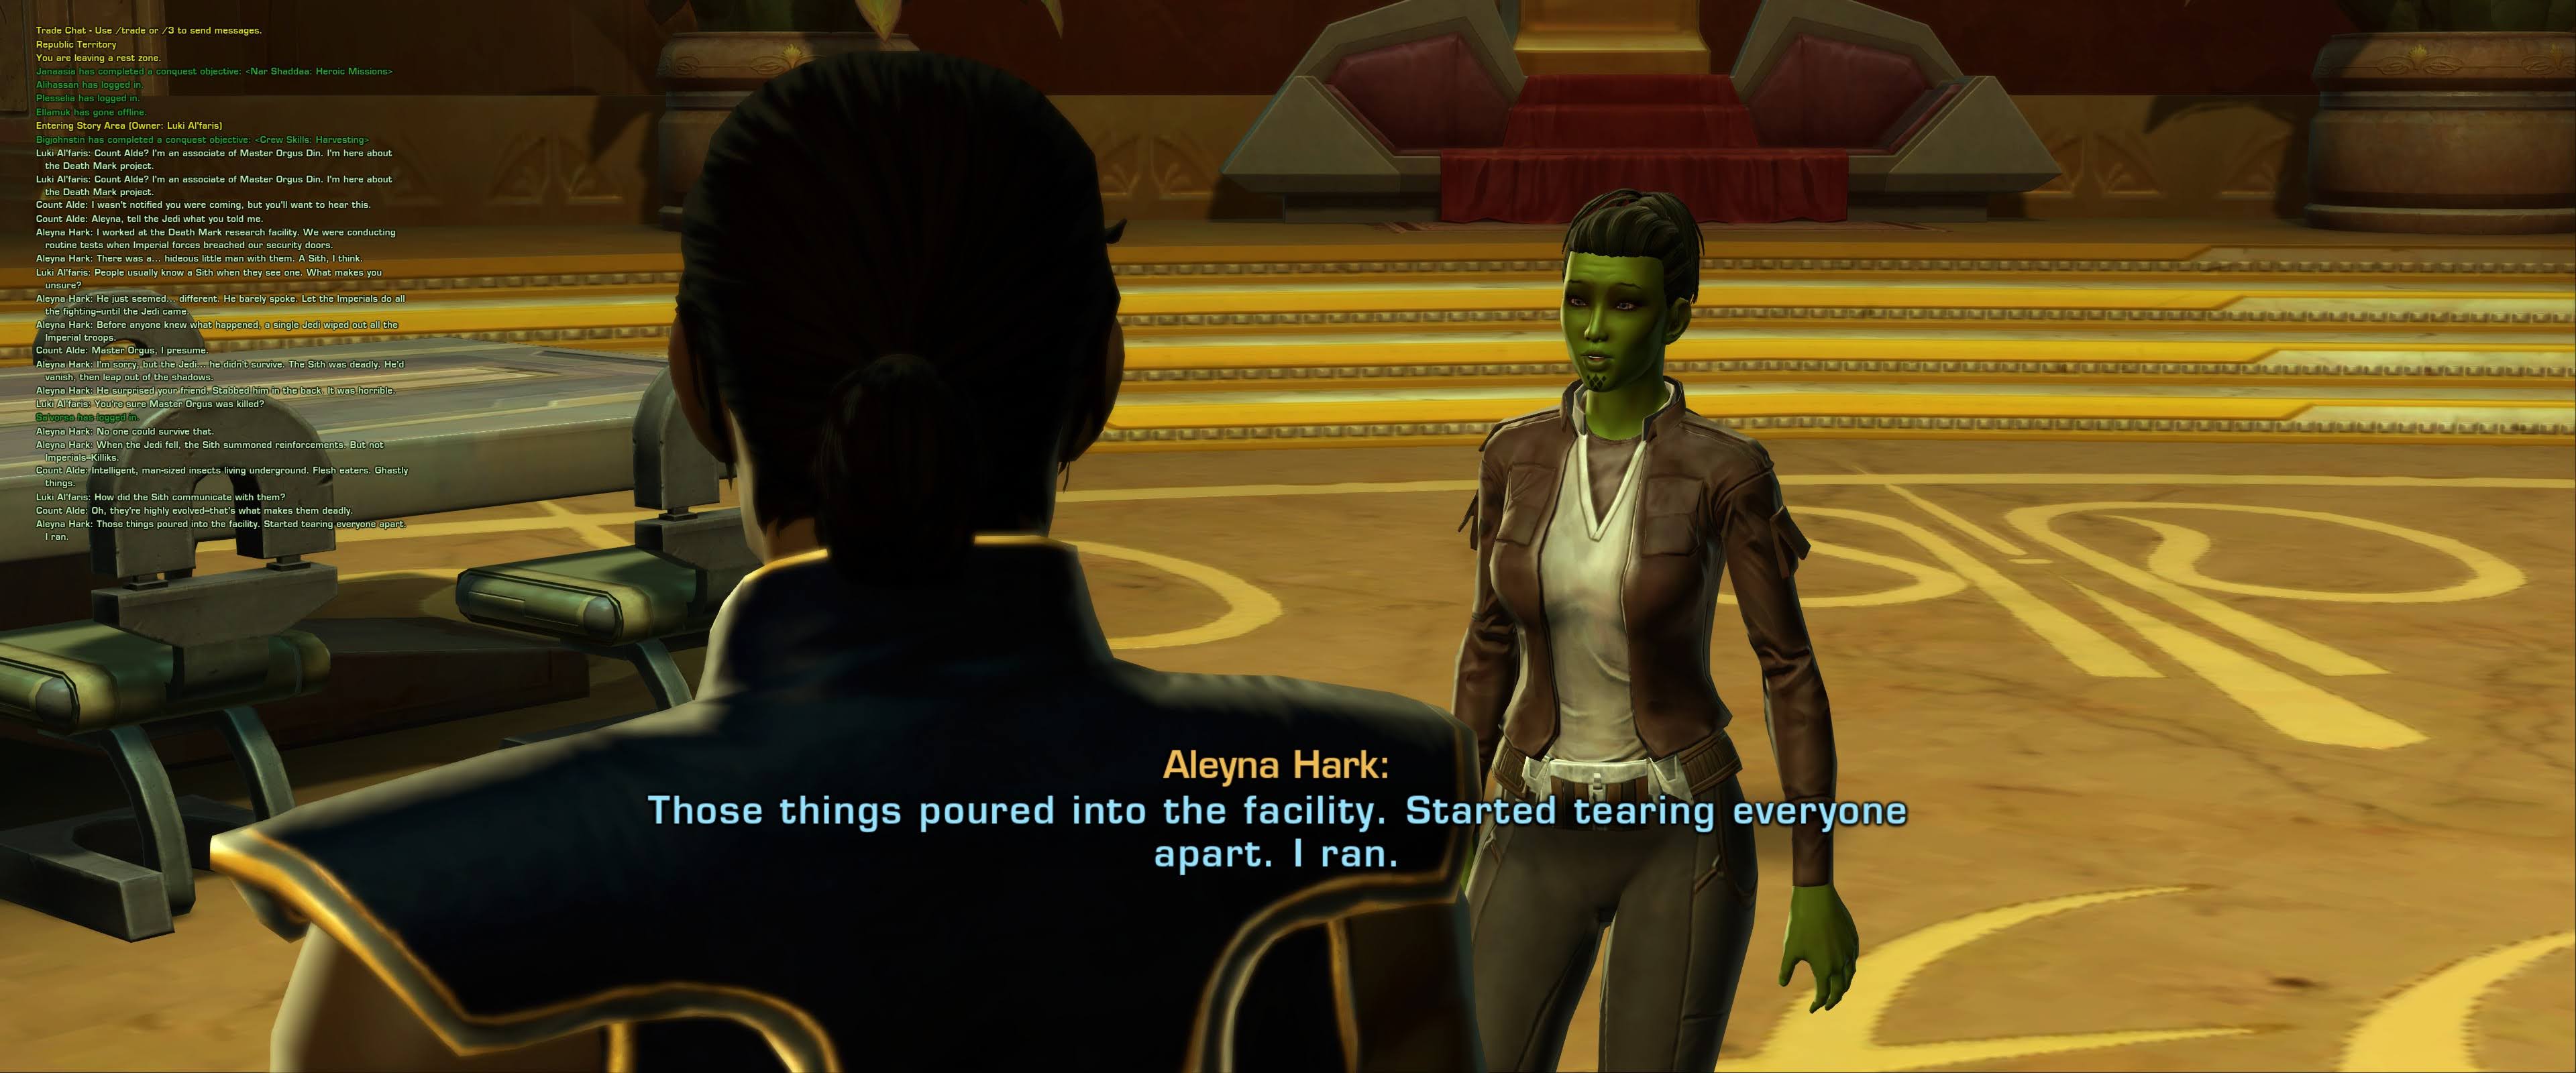 Trade Chat - Use /trade or /3 to send messages.
Republic Territory
You are leaving a rest zone.
Janaasia has completed a conquest objective: <Nar Shaddaa: Heroic Missions>
Alihassan has logged in.
Plesselia has logged in.
Ellamuk has gone offline.
Entering Story Area (Owner: Luki Al'faris)
Bigjohnstin has completed a conquest objective: <Crew Skills: Harvesting>
Luki Al'faris: Count Alde? I'm an associate of Master Orgus Din. I'm here about
the Death Mark project.
Luki Al'faris: Count Alde? I'm an associate of Master Orgus Din. I'm here about
the Death Mark project.
Count Alde: I wasn't notified you were coming, but you'll want to hear this.
Count Alde: Aleyna, tell the Jedi what you told me.
Aleyna Hark: I worked at the Death Mark research facility. We were conducting
routine tests when Imperial forces breached our security doors.
Aleyna Hark: There was a... hideous little man with them. A Sith, I think.
Luki Al'faris: People usually know a Sith when they see one. What makes you
unsure?
Aleyna Hark: He just seemed... different. He barely spoke. Let the Imperials do all
the fighting–until the Jedi came.
Aleyna Hark: Before anyone knew what happened, a single Jedi wiped out all the
Imperial troops.
Count Alde: Master Orgus, I presume.
Aleyna Hark: I'm sorry, but the Jedi... he didn't survive. The Sith was deadly. He'd
vanish, then leap out of the shadows.
Aleyna Hark: He surprised your friend. Stabbed him in the back. It was horrible.
Luki Al'faris: You're sure Master Orgus was killed?
has logged in.
Aleyna Hark: No one could survive that.
Aleyna Hark: When the Jedi fell, the Sith summoned reinforcements. But not
Imperials–Killiks.
Count Alde: Intelligent, man-sized insects living underground. Flesh eaters. Ghastly
things.
Luki Al'faris: How did the Sith communicate with them?
Count Alde: Oh, they're highly evolved–that's what makes them deadly.
Aleyna Hark: Those things poured into the facility. Started tearing everyone apart.
I ran.
Aleyna Hark:
Those things poured into the facility. Started tearing everyone
apart. I ran.